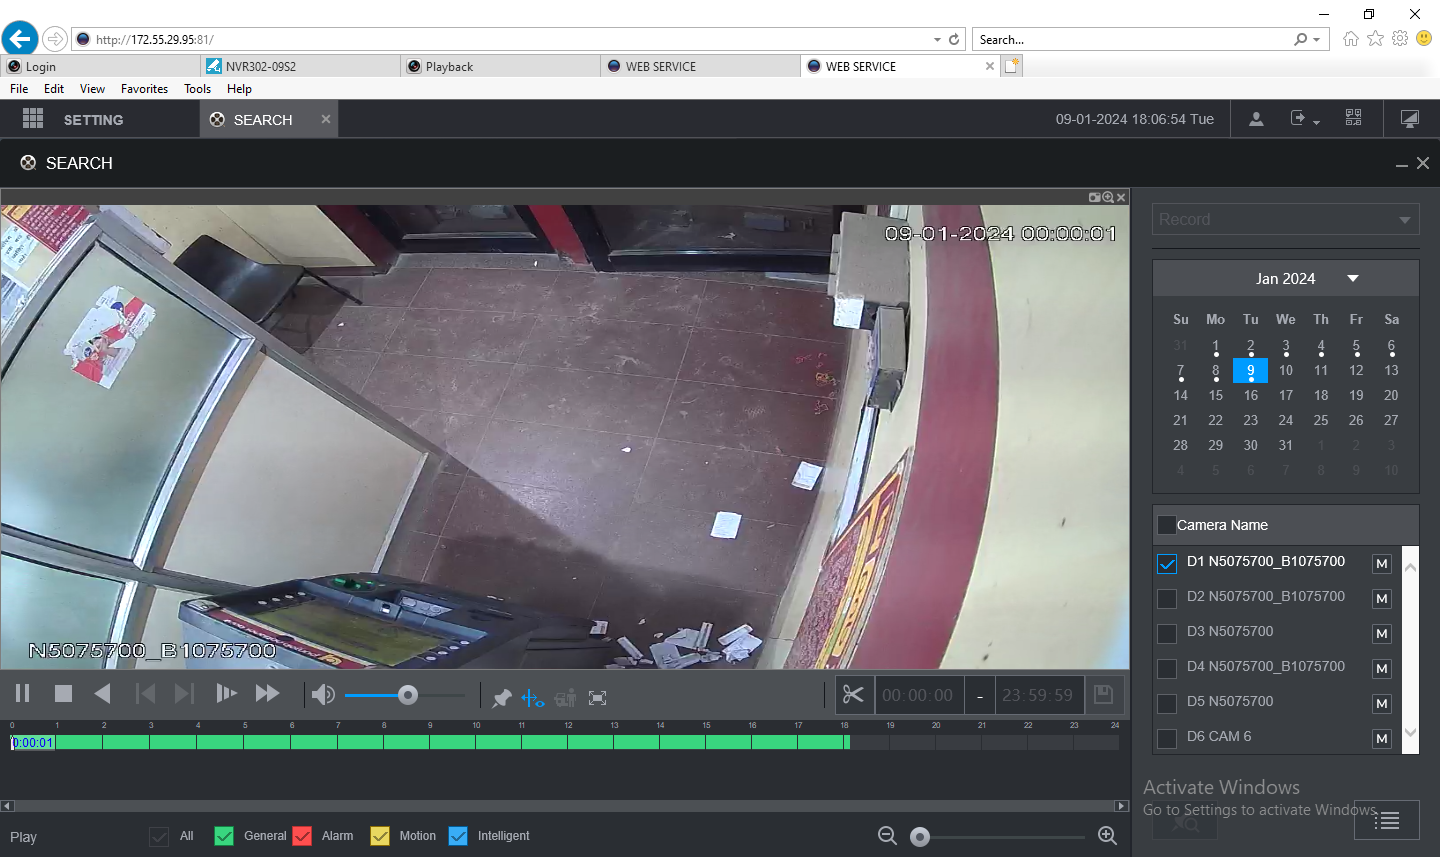 http://172.55.29.95:81/
Search...
Login
NVR302-09S2
Playback
WEB SERVICE
WEB SERVICE
File Edit View Favorites Tools Help
SETTING
SEARCH
09-01-2024 18:06:54 Tue
SEARCH
09-01-2024 00:00:01
N5075700_B1075700
Record
Jan 2024
Su Mo Tu We Th Fr Sa
31 1 2 3 4 5 6
7 8 9 10 11 12 13
14 15 16 17 18 19 20
21 22 23 24 25 26 27
28 29 30 31 1 2 3
4 5 6 7 8 9 10
Camera Name
D1 N5075700_B1075700 M
D2 N5075700_B1075700 M
D3 N5075700 M
D4 N5075700_B1075700 M
D5 N5075700 M
D6 CAM 6 M
00:00:00 - 23:59:59
0 1 2 3 4 5 6 7 8 9 10 11 12 13 14 15 16 17 18 19 20 21 22 23 24
0:00:01
Play
All General Alarm Motion Intelligent
Activate Windows
Go to Settings to activate Windows.